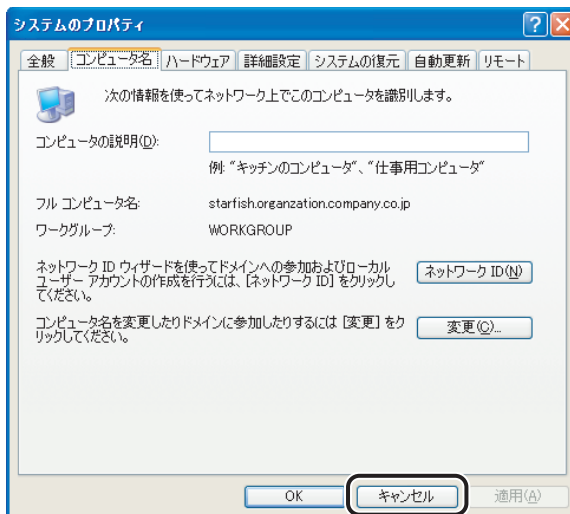 システムのプロパティ
全般 コンピュータ名 ハードウェア 詳細設定 システムの復元 自動更新 リモート
次の情報を使ってネットワーク上でこのコンピュータを識別します。
コンピュータの説明(D):
例: "キッチンのコンピュータ"、"仕事用コンピュータ"
フル コンピュータ名: starfish.organzation.company.co.jp
ワークグループ: WORKGROUP
ネットワーク ID ウィザードを使ってドメインへの参加およびローカル
ユーザー アカウントの作成を行うには、[ネットワーク ID] をクリックし
てください。
ネットワーク ID(N)
コンピュータ名を変更したりドメインに参加したりするには [変更] をク
リックしてください。
変更(C)...
OK キャンセル 適用(A)